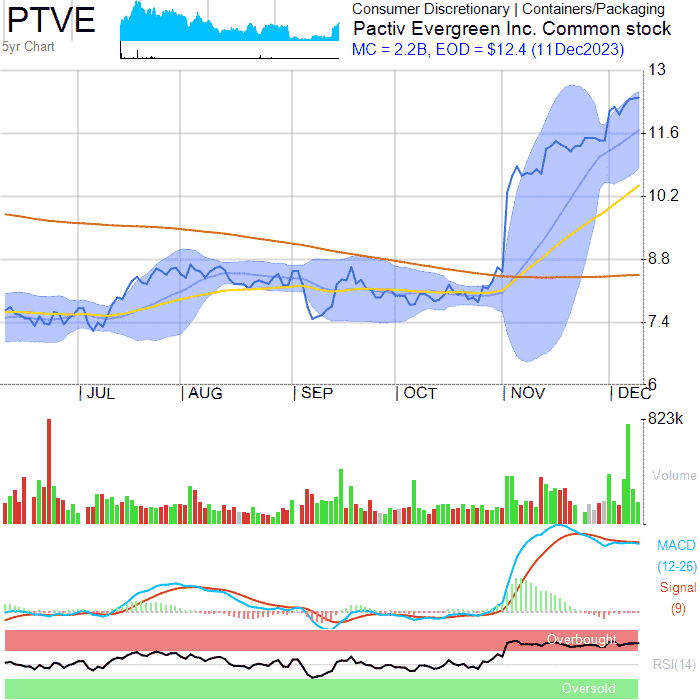 PTVE
5yr Chart
Consumer Discretionary | Containers/Packaging
Pactiv Evergreen Inc. Common stock
MC = 2.2B, EOD = $12.4 (11Dec2023)
13
11.6
10.2
8.8
7.4
6
JUL
AUG
SEP
OCT
NOV
DEC
823k
Volume
MACD
(12-26)
Signal
(9)
Overbought
RSI(14)
Oversold